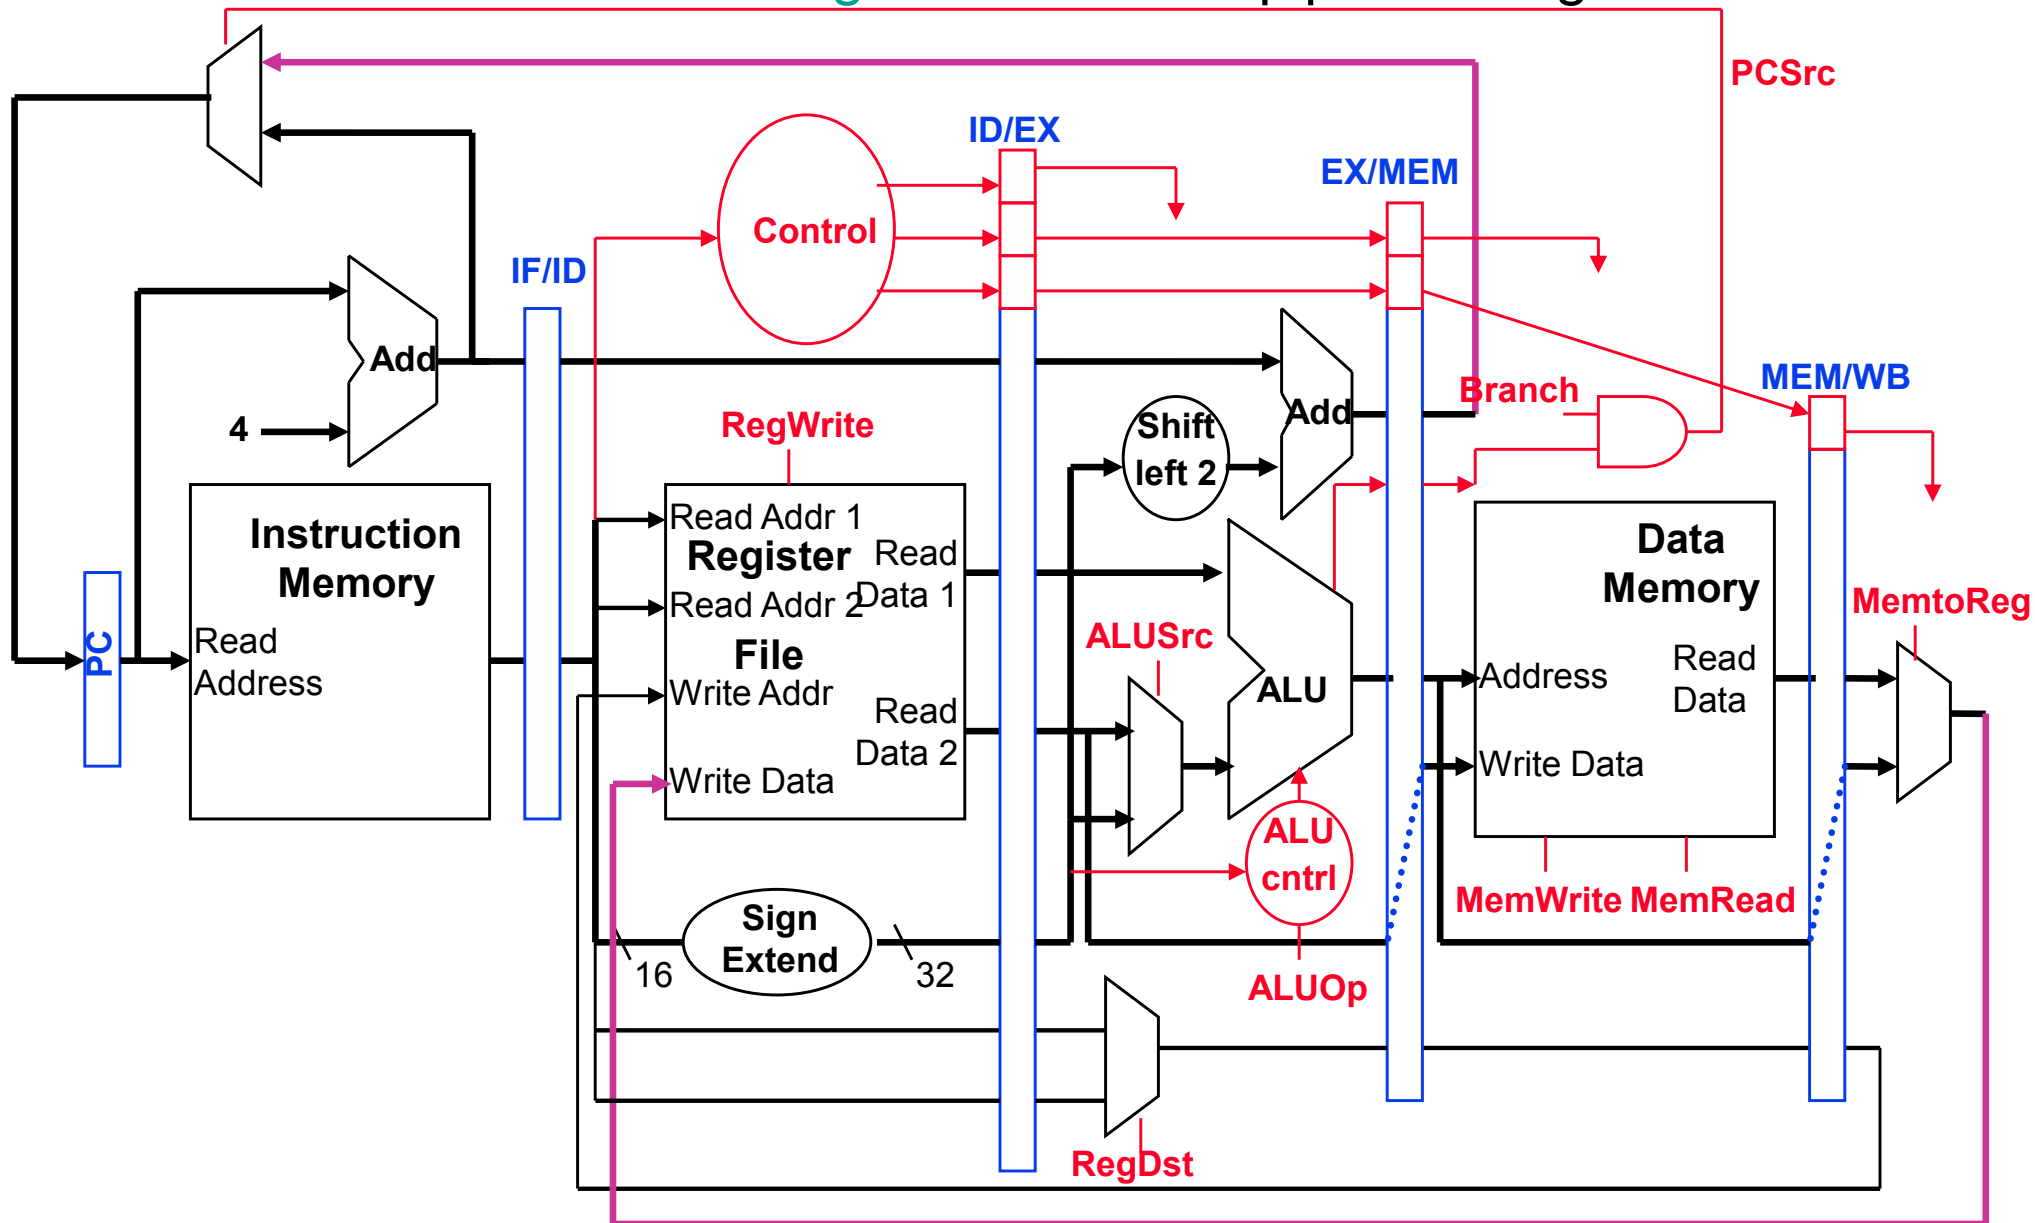 PCSrc
ID/EX
EX/MEM
Control
IF/ID
Add
4
RegWrite
Branch
MEM/WB
Shift
left 2
Add
Instruction
Memory
Read
Address
PC
Read Addr 1
Register
Read
Data 1
Read Addr 2
File
Write Addr
Read
Data 2
Write Data
ALUSrc
ALU
Data
Memory
Address
Read
Data
Write Data
MemtoReg
ALU
cntrl
MemWrite MemRead
Sign
Extend
16
32
ALUOp
RegDst